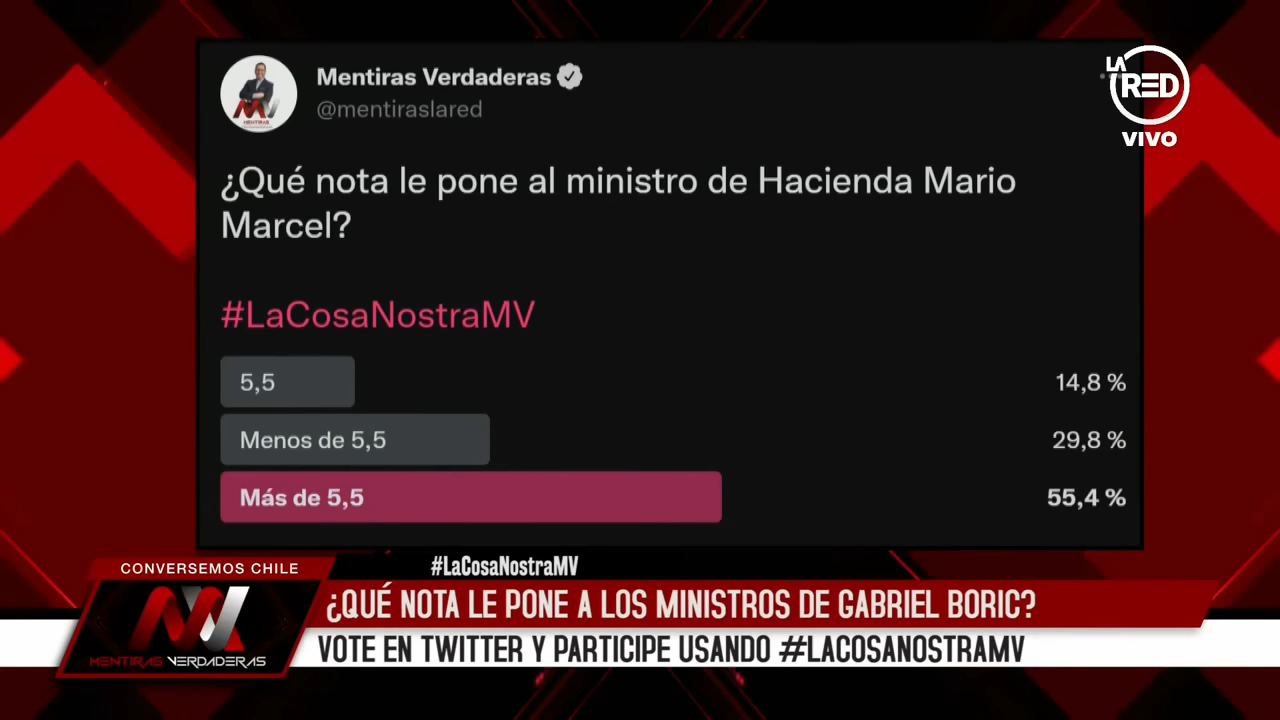 Mentiras Verdaderas
@mentiraslared
LA RED
VIVO
¿Qué nota le pone al ministro de Hacienda Mario
Marcel?
#LaCosaNostraMV
5,5 14,8 %
Menos de 5,5 29,8 %
Más de 5,5 55,4 %
#LaCosaNostraMV
CONVERSEMOS CHILE
MV
MENTIRAS VERDADERAS
¿QUÉ NOTA LE PONE A LOS MINISTROS DE GABRIEL BORIC?
VOTE EN TWITTER Y PARTICIPE USANDO #LACOSANOSTRAMV